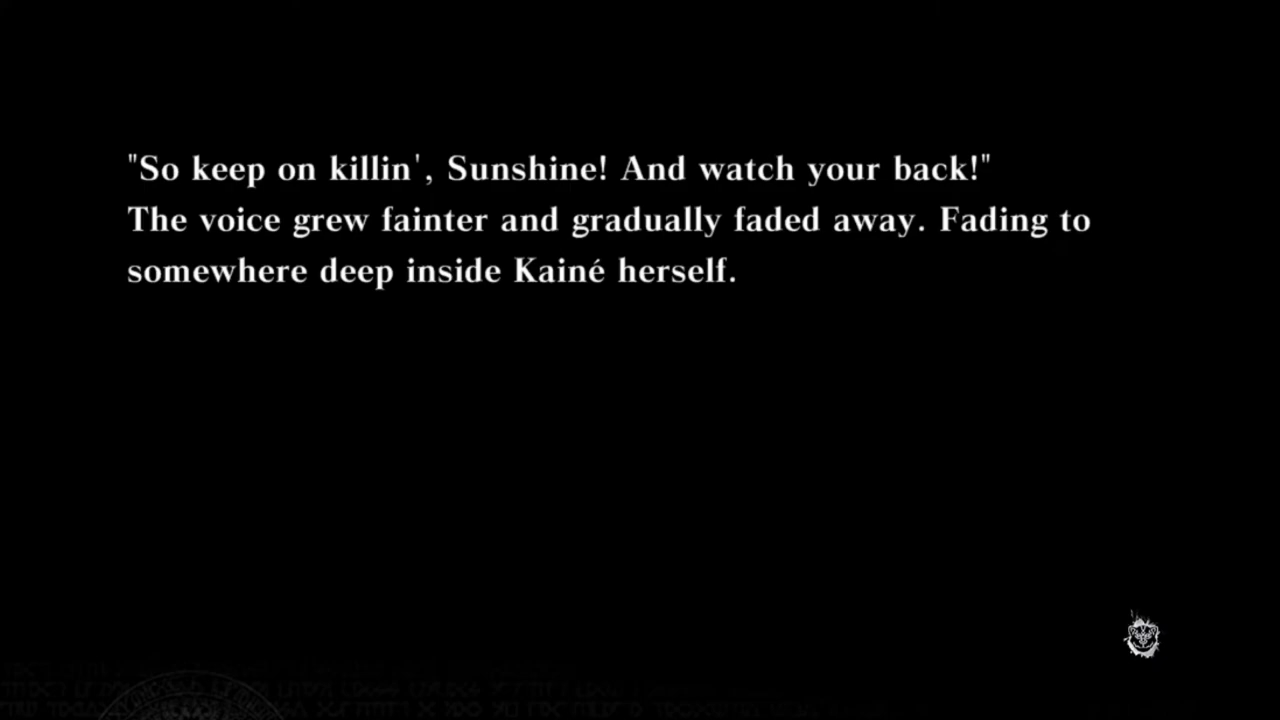 "So keep on killin', Sunshine! And watch your back!"
The voice grew fainter and gradually faded away. Fading to
somewhere deep inside Kainé herself.